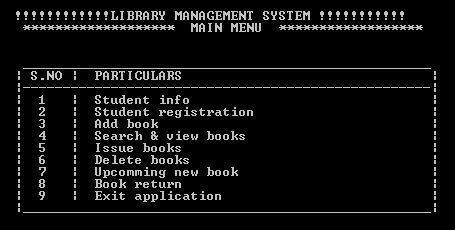 !!!!!!!!!!!!LIBRARY MANAGEMENT SYSTEM !!!!!!!!!!!
******************** MAIN MENU *******************
S.NO ¦ PARTICULARS
1 ¦ Student info
2 ¦ Student registration
3 ¦ Add book
4 ¦ Search & view books
5 ¦ Issue books
6 ¦ Delete books
7 ¦ Upcomming new book
8 ¦ Book return
9 ¦ Exit application